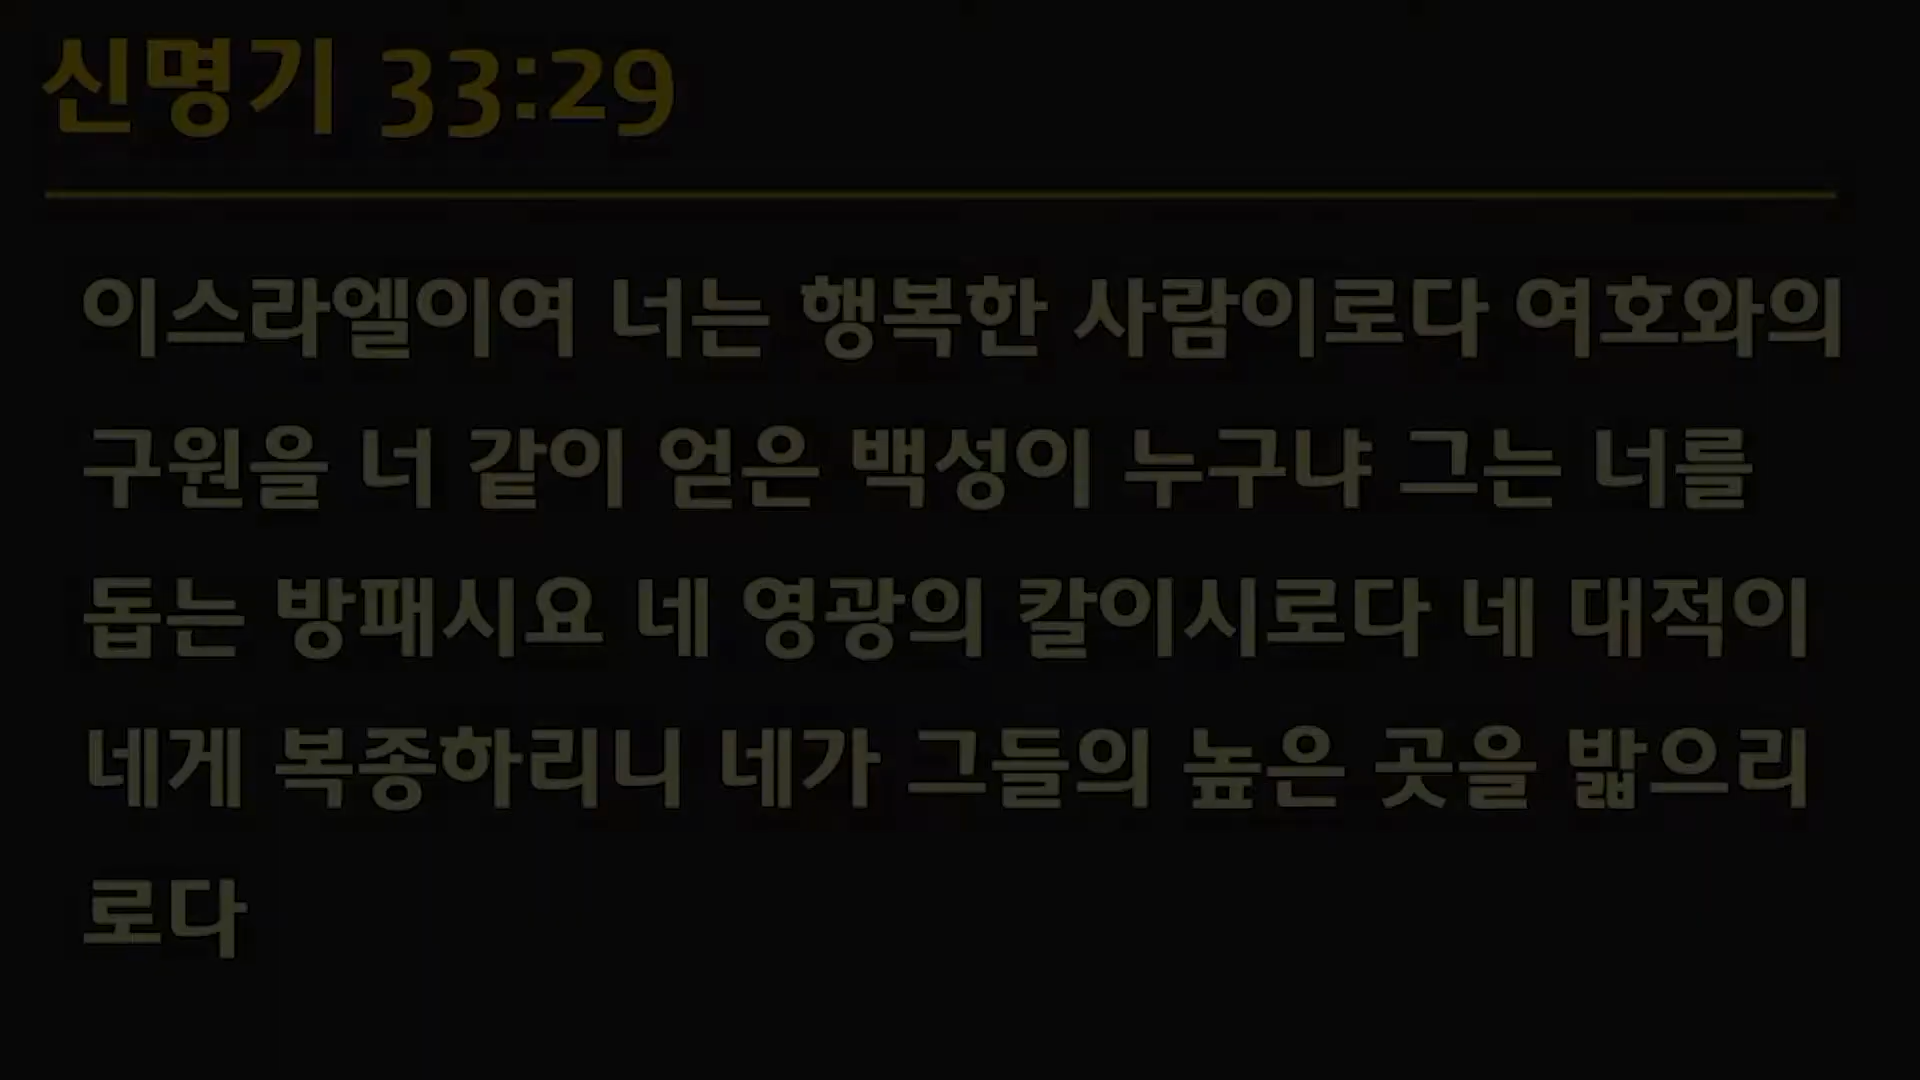 신명기 33:29
이스라엘이여 너는 행복한 사람이로다 여호와의
구원을 너 같이 얻은 백성이 누구냐 그는 너를
돕는 방패시요 네 영광의 칼이시로다 네 대적이
네게 복종하리니 네가 그들의 높은 곳을 밟으리
로다